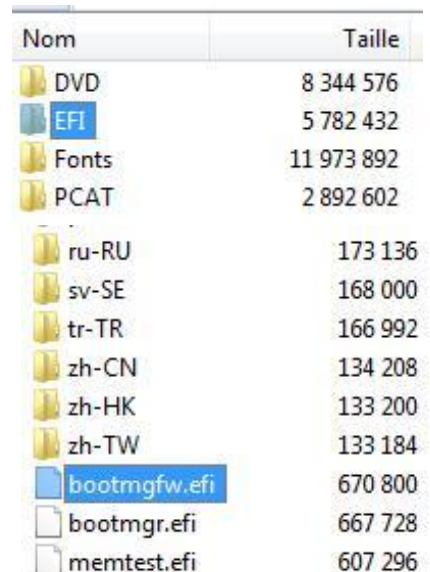 Nom Taille
DVD 8 344 576
EFI 5 782 432
Fonts 11 973 892
PCAT 2 892 602
ru-RU 173 136
sv-SE 168 000
tr-TR 166 992
zh-CN 134 208
zh-HK 133 200
zh-TW 133 184
bootmgfw.efi 670 800
bootmgr.efi 667 728
memtest.efi 607 296